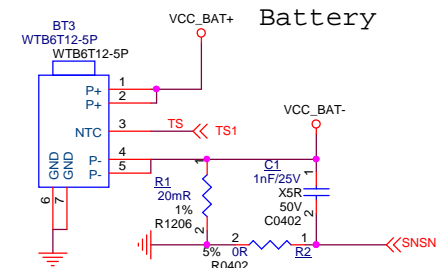 Battery
BT3
WTB6T12-5P
WTB6T12-5P
VCC_BAT+
P+ 1
P+ 2
NTC 3 TS TS1
P- 4
P- 5
GND GND
6 7
VCC_BAT-
R1
20mR
1%
R1206
1
2
C1
1nF/25V
X5R
50V
C0402
1
2
2 1
0R R2
5%
R0402
SNSN